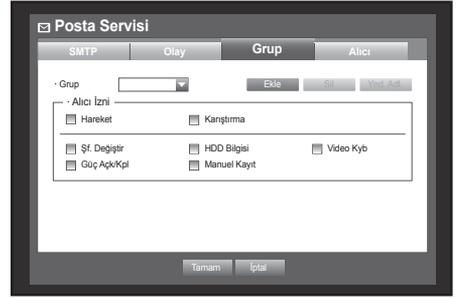 Posta Servisi
SMTP Olay Grup Alıcı
· Grup Ekle Sil Ynd. Adl.
· Alıcı İzni
Hareket Karıştırma
Şf. Değiştir HDD Bilgisi Video Kyb
Güç Açk/Kpl Manuel Kayıt
Tamam İptal